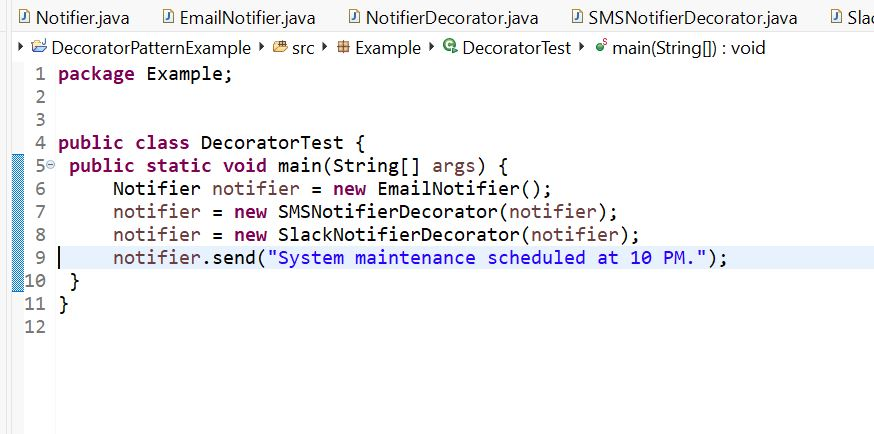 Notifier.java EmailNotifier.java NotifierDecorator.java SMSNotifierDecorator.java
DecoratorPatternExample src Example DecoratorTest main(String[]) : void
1 package Example;
2
3
4 public class DecoratorTest {
5 public static void main(String[] args) {
6 Notifier notifier = new EmailNotifier();
7 notifier = new SMSNotifierDecorator(notifier);
8 notifier = new SlackNotifierDecorator(notifier);
9 notifier.send("System maintenance scheduled at 10 PM.");
10 }
11 }
12